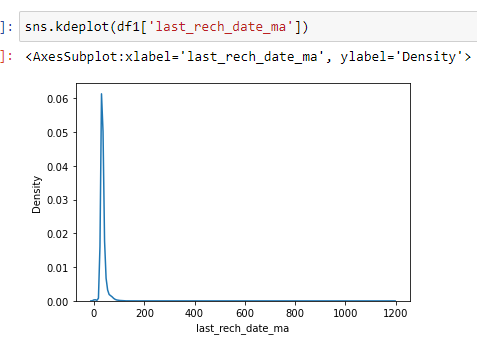 ]: sns.kdeplot(df1['last_rech_date_ma'])
]: <AxesSubplot:xlabel='last_rech_date_ma', ylabel='Density'>
0.06
0.05
0.04
0.03
0.02
0.01
0.00
Density
0 200 400 600 800 1000 1200
last_rech_date_ma